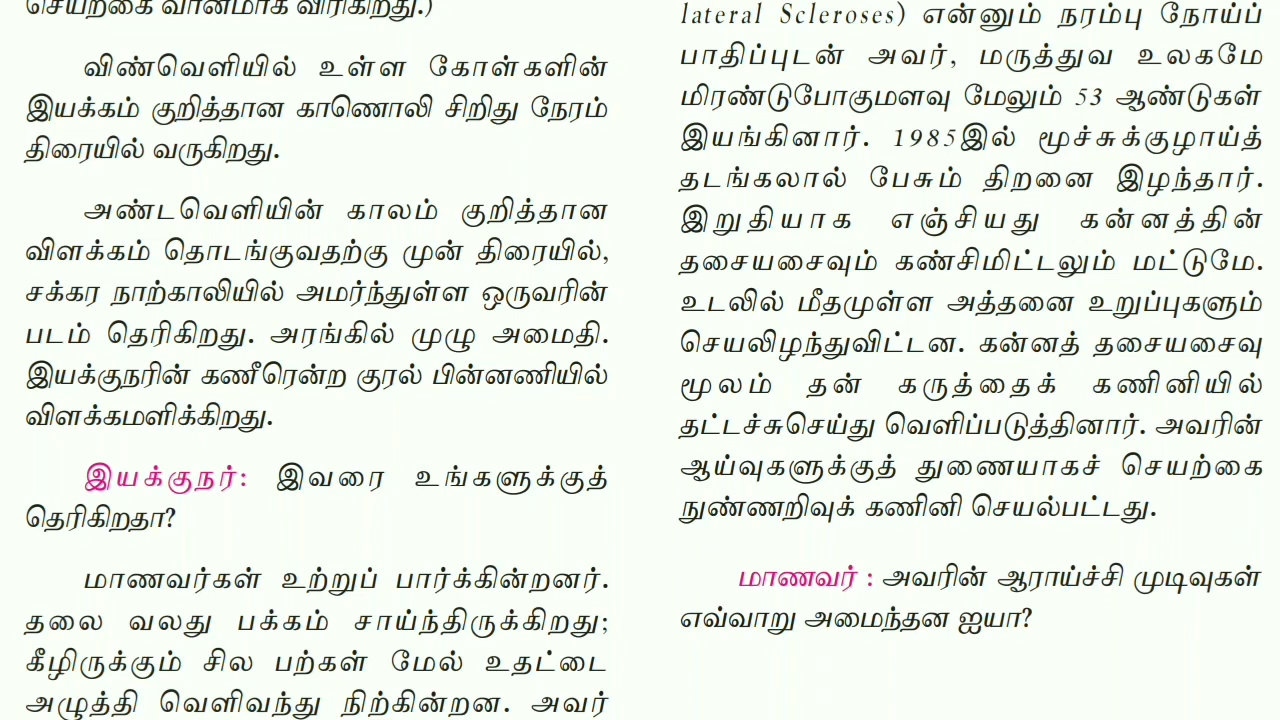 செயற்கை வானமாக விரிகிறது.)
விண்வெளியில் உள்ள கோள்களின்
இயக்கம் குறித்தான காணொலி சிறிது நேரம்
திரையில் வருகிறது.
அண்டவெளியின் காலம் குறித்தான
விளக்கம் தொடங்குவதற்கு முன் திரையில்,
சக்கர நாற்காலியில் அமர்ந்துள்ள ஒருவரின்
படம் தெரிகிறது. அரங்கில் முழு அமைதி.
இயக்குநரின் கணீரென்ற குரல் பின்னணியில்
விளக்கமளிக்கிறது.
இயக்குநர்: இவரை உங்களுக்குத்
தெரிகிறதா?
மாணவர்கள் உற்றுப் பார்க்கின்றனர்.
தலை வலது பக்கம் சாய்ந்திருக்கிறது;
கீழிருக்கும் சில பற்கள் மேல் உதட்டை
அழுத்தி வெளிவந்து நிற்கின்றன. அவர்
lateral Scleroses) என்னும் நரம்பு நோய்ப்
பாதிப்புடன் அவர், மருத்துவ உலகமே
மிரண்டுபோகுமளவு மேலும் 53 ஆண்டுகள்
இயங்கினார். 1985இல் மூச்சுக்குழாய்த்
தடங்கலால் பேசும் திறனை இழந்தார்.
இறுதியாக எஞ்சியது கன்னத்தின்
தசையசைவும் கண்சிமிட்டலும் மட்டுமே.
உடலில் மீதமுள்ள அத்தனை உறுப்புகளும்
செயலிழந்துவிட்டன. கன்னத் தசையசைவு
மூலம் தன் கருத்தைக் கணினியில்
தட்டச்சுசெய்து வெளிப்படுத்தினார். அவரின்
ஆய்வுகளுக்குத் துணையாகச் செயற்கை
நுண்ணறிவுக் கணினி செயல்பட்டது.
மாணவர் : அவரின் ஆராய்ச்சி முடிவுகள்
எவ்வாறு அமைந்தன ஐயா?